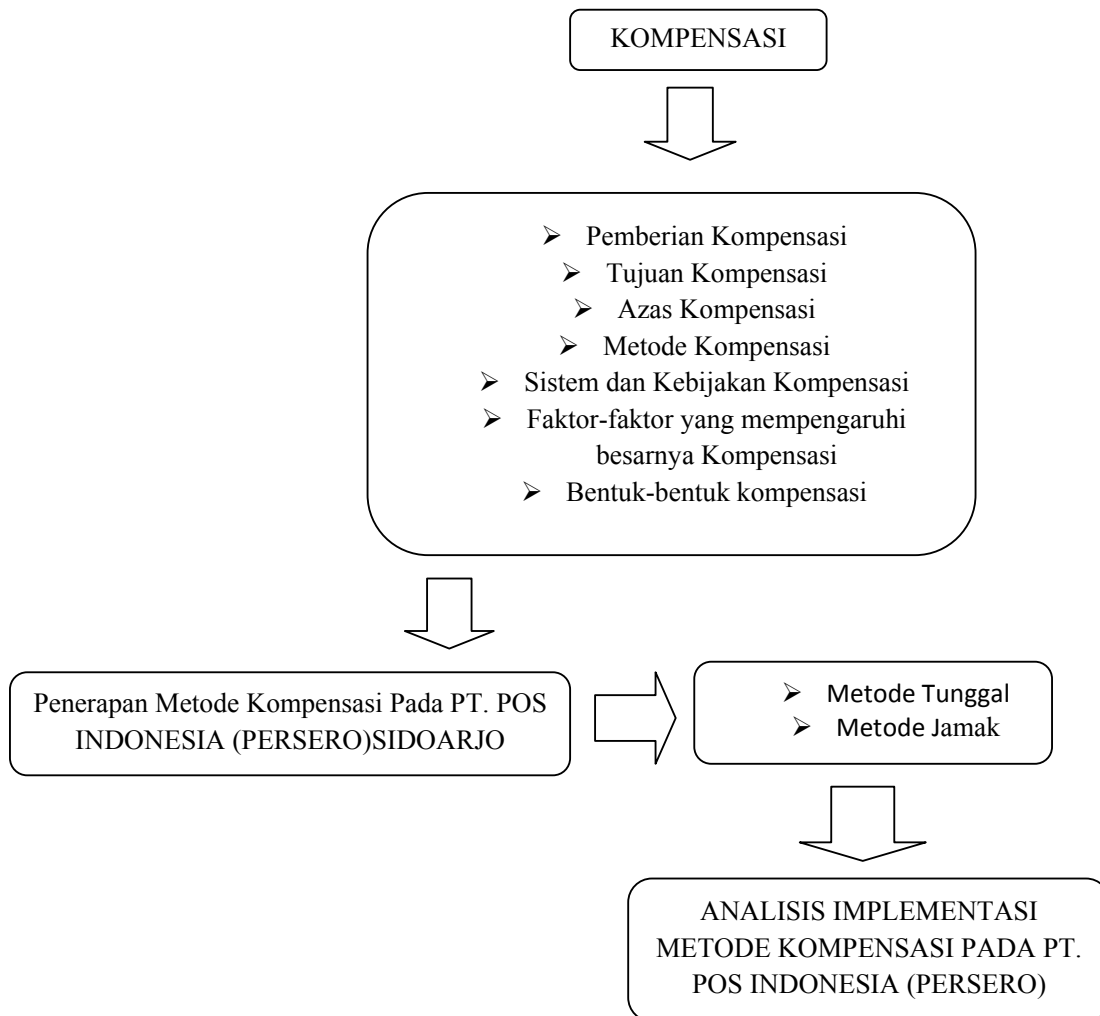 KOMPENSASI
➢ Pemberian Kompensasi
➢ Tujuan Kompensasi
➢ Azas Kompensasi
➢ Metode Kompensasi
➢ Sistem dan Kebijakan Kompensasi
➢ Faktor-faktor yang mempengaruhi
besarnya Kompensasi
➢ Bentuk-bentuk kompensasi
Penerapan Metode Kompensasi Pada PT. POS
INDONESIA (PERSERO)SIDOARJO
➢ Metode Tunggal
➢ Metode Jamak
ANALISIS IMPLEMENTASI
METODE KOMPENSASI PADA PT.
POS INDONESIA (PERSERO)